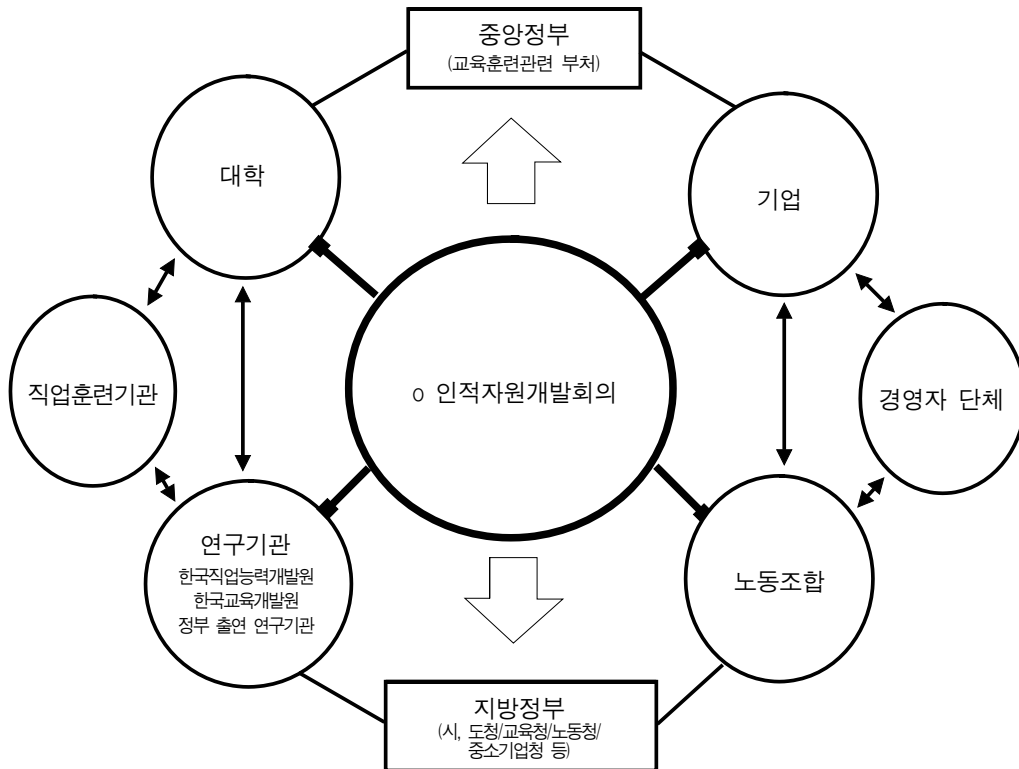 중앙정부
(교육훈련관련 부처)
대학
기업
직업훈련기관
o 인적자원개발회의
경영자 단체
연구기관
한국직업능력개발원
한국교육개발원
정부 출연 연구기관
노동조합
지방정부
(시, 도청/교육청/노동청/
중소기업청 등)